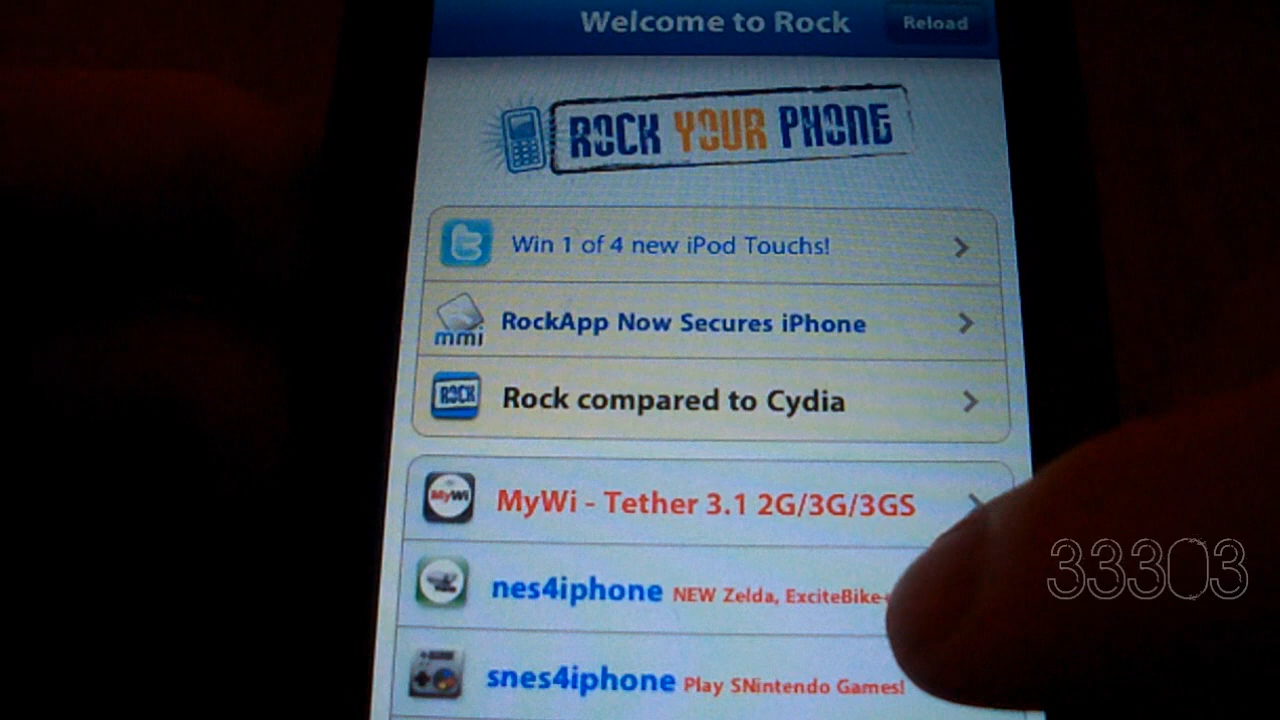 Welcome to Rock
Reload
ROCK YOUR PHONE
Win 1 of 4 new iPod Touchs!
mmi
RockApp Now Secures iPhone
ROCK
Rock compared to Cydia
MyWi
MyWi - Tether 3.1 2G/3G/3GS
nes4iphone NEW Zelda, ExciteBike
snes4iphone Play SNintendo Games!
33303